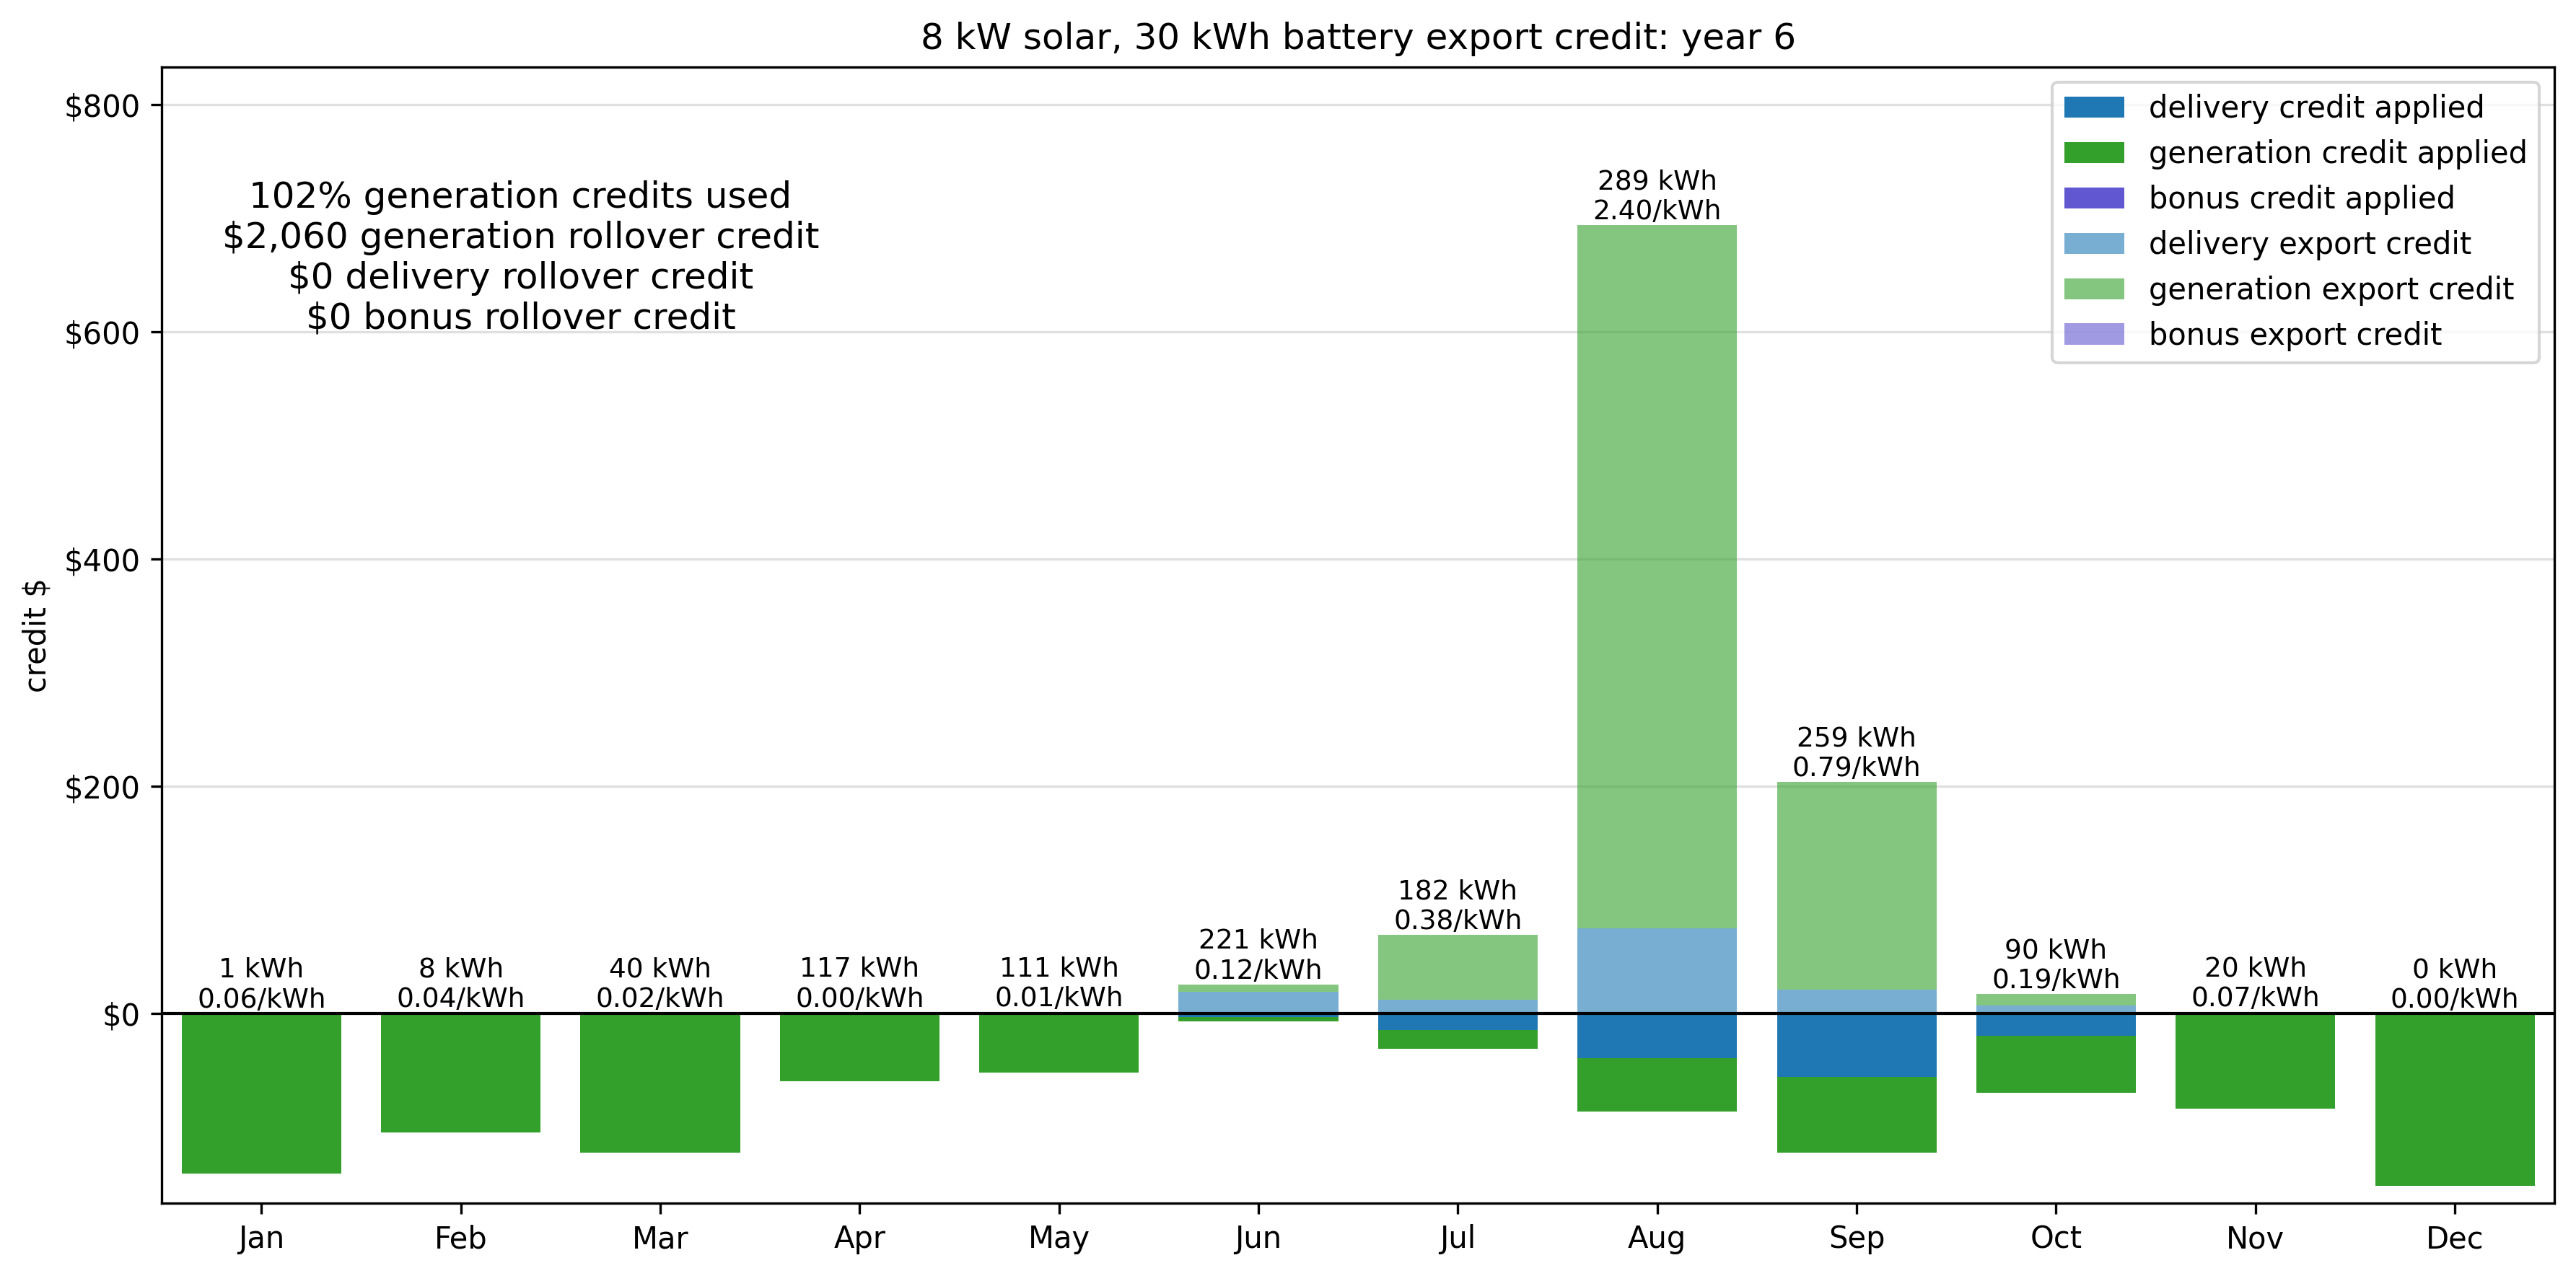 8 kW solar, 30 kWh battery export credit: year 6
credit $
$800
$600
$400
$200
$0
102% generation credits used
$2,060 generation rollover credit
$0 delivery rollover credit
$0 bonus rollover credit
delivery credit applied
generation credit applied
bonus credit applied
delivery export credit
generation export credit
bonus export credit
1 kWh
0.06/kWh
8 kWh
0.04/kWh
40 kWh
0.02/kWh
117 kWh
0.00/kWh
111 kWh
0.01/kWh
221 kWh
0.12/kWh
182 kWh
0.38/kWh
289 kWh
2.40/kWh
259 kWh
0.79/kWh
90 kWh
0.19/kWh
20 kWh
0.07/kWh
0 kWh
0.00/kWh
Jan
Feb
Mar
Apr
May
Jun
Jul
Aug
Sep
Oct
Nov
Dec